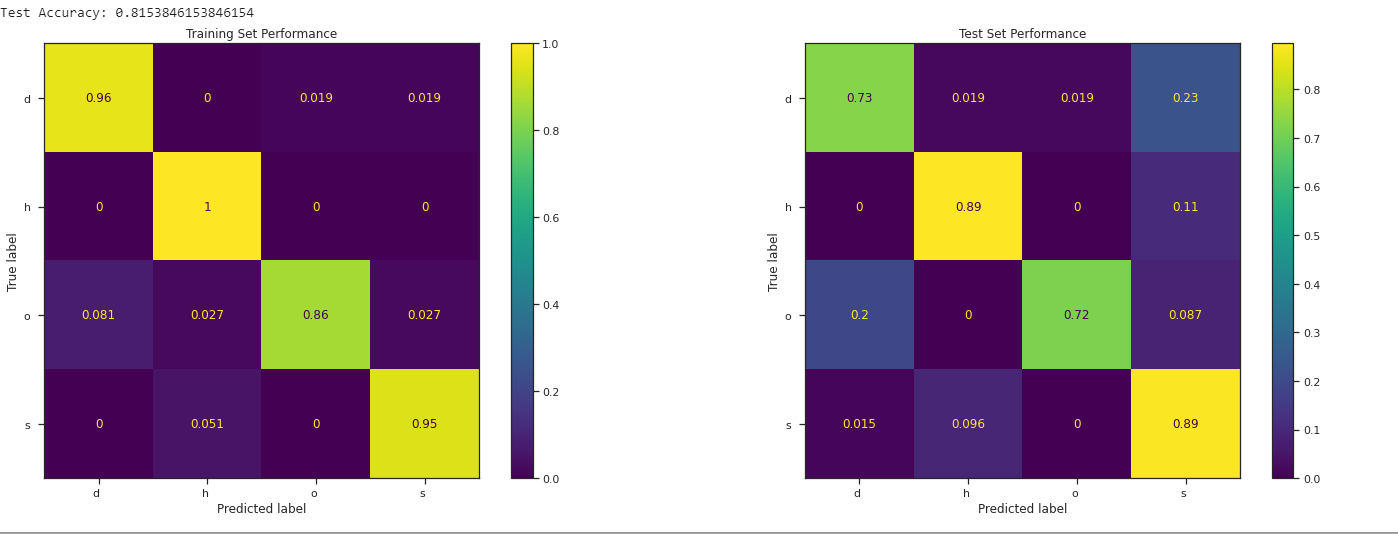 Test Accuracy: 0.8153846153846154
Training Set Performance
d 0.96 0 0.019 0.019
h 0 1 0 0
o 0.081 0.027 0.86 0.027
s 0 0.051 0 0.95
d h o s
Predicted label
True label
1.0
0.8
0.6
0.4
0.2
0.0
Test Set Performance
d 0.73 0.019 0.019 0.23
h 0 0.89 0 0.11
o 0.2 0 0.72 0.087
s 0.015 0.096 0 0.89
d h o s
Predicted label
True label
0.8
0.7
0.6
0.5
0.4
0.3
0.2
0.1
0.0